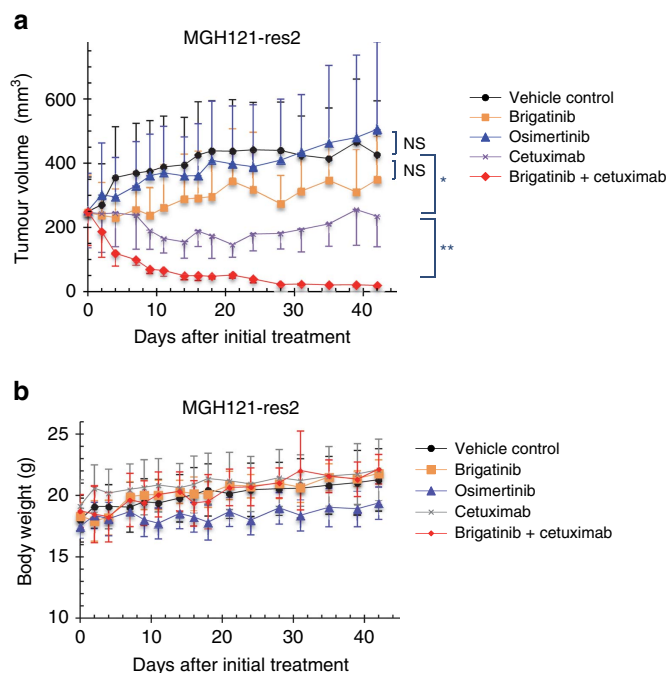 a
MGH121-res2
Tumour volume (mm³)
600
400
200
0
0 10 20 30 40
Days after initial treatment
NS
NS
*
**
Vehicle control
Brigatinib
Osimertinib
Cetuximab
Brigatinib + cetuximab
b
MGH121-res2
Body weight (g)
25
20
15
10
0 10 20 30 40
Days after initial treatment
Vehicle control
Brigatinib
Osimertinib
Cetuximab
Brigatinib + cetuximab